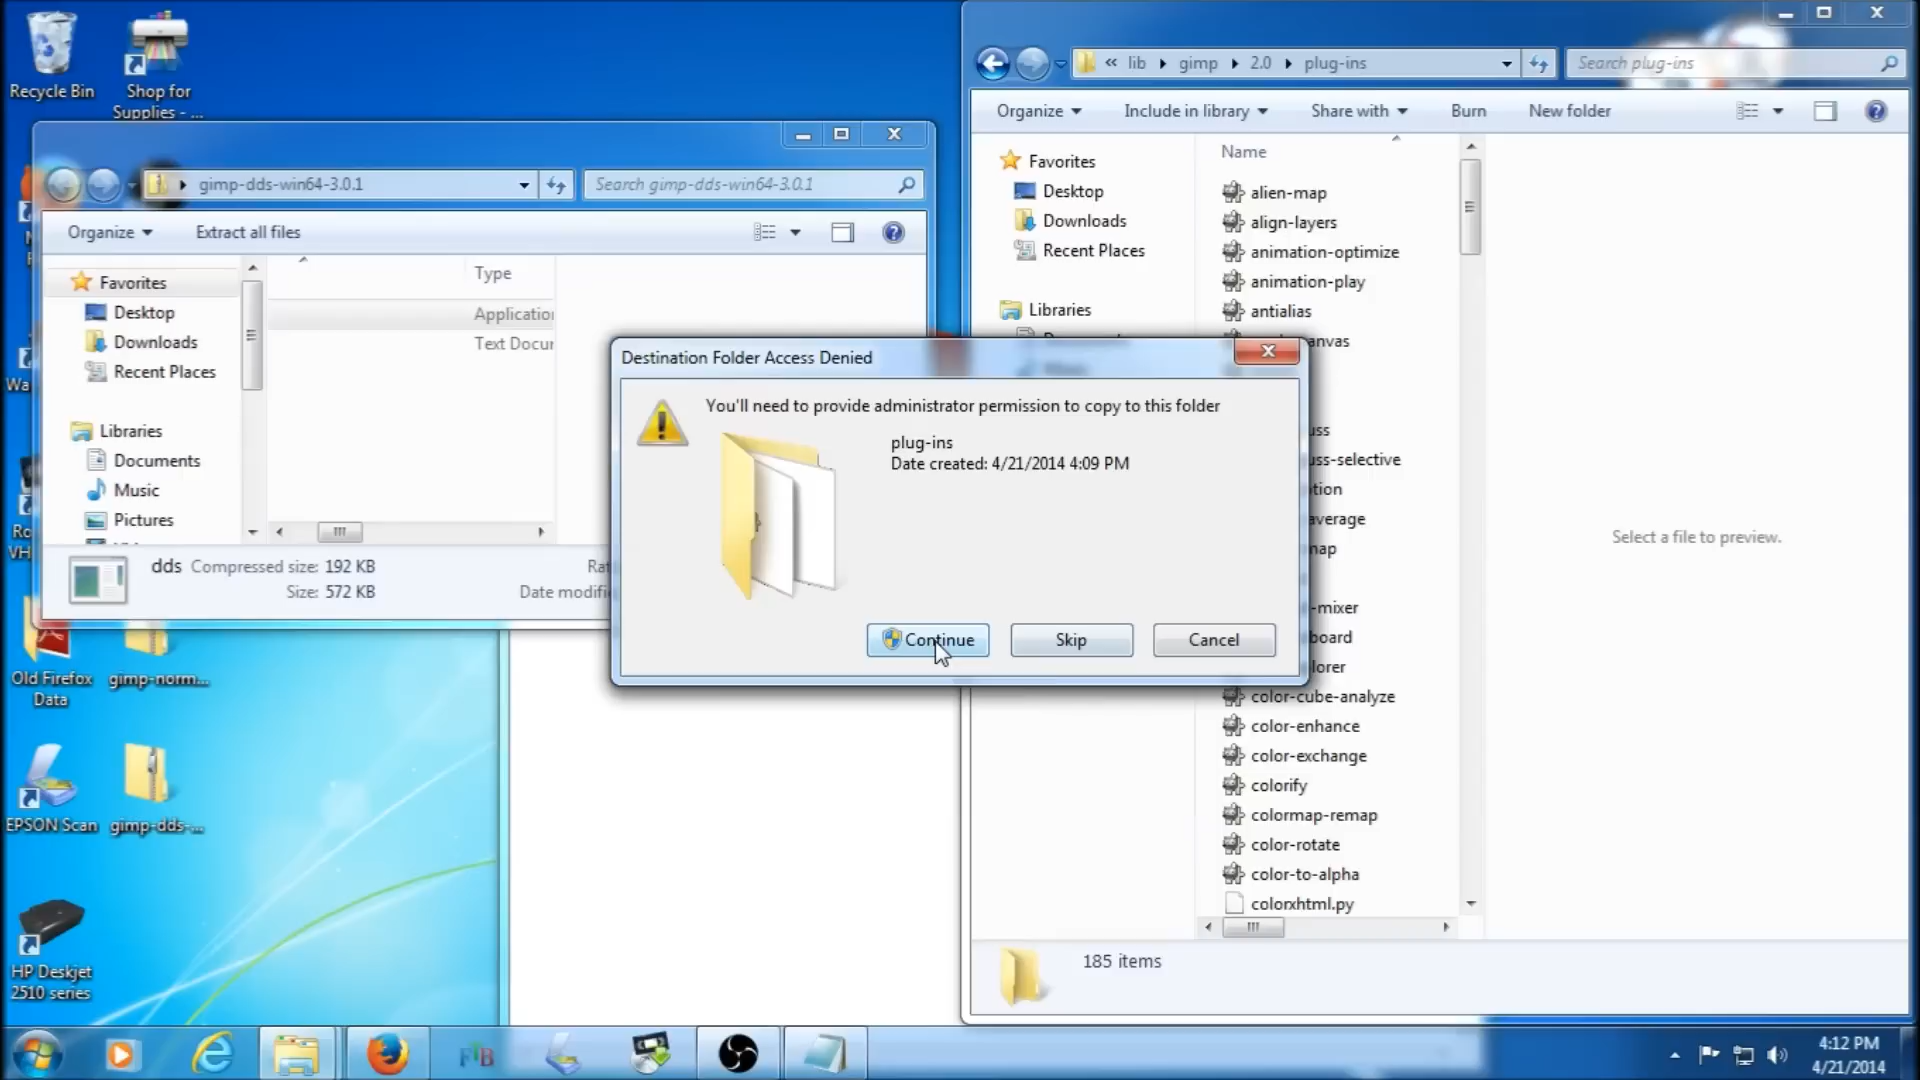 Recycle Bin
Shop for
Supplies - ...
gimp-dds-win64-3.0.1
Search gimp-dds-win64-3.0.1
Organize
Extract all files
Favorites
Desktop
Downloads
Recent Places
Libraries
Documents
Music
Pictures
Type
Application
Text Docur
dds
Compressed size: 192 KB
Size: 572 KB
Rat
Date modifi
Old Firefox
Data
gimp-norm...
EPSON Scan
gimp-dds-...
HP Deskjet
2510 series
Destination Folder Access Denied
You'll need to provide administrator permission to copy to this folder
plug-ins
Date created: 4/21/2014 4:09 PM
Continue
Skip
Cancel
« lib
gimp
2.0
plug-ins
Search plug-ins
Organize
Include in library
Share with
Burn
New folder
Favorites
Desktop
Downloads
Recent Places
Libraries
Name
alien-map
align-layers
animation-optimize
animation-play
antialias
anvas
uss
uss-selective
tion
average
map
-mixer
board
lorer
color-cube-analyze
color-enhance
color-exchange
colorify
colormap-remap
color-rotate
color-to-alpha
colorxhtml.py
Select a file to preview.
185 items
4:12 PM
4/21/2014